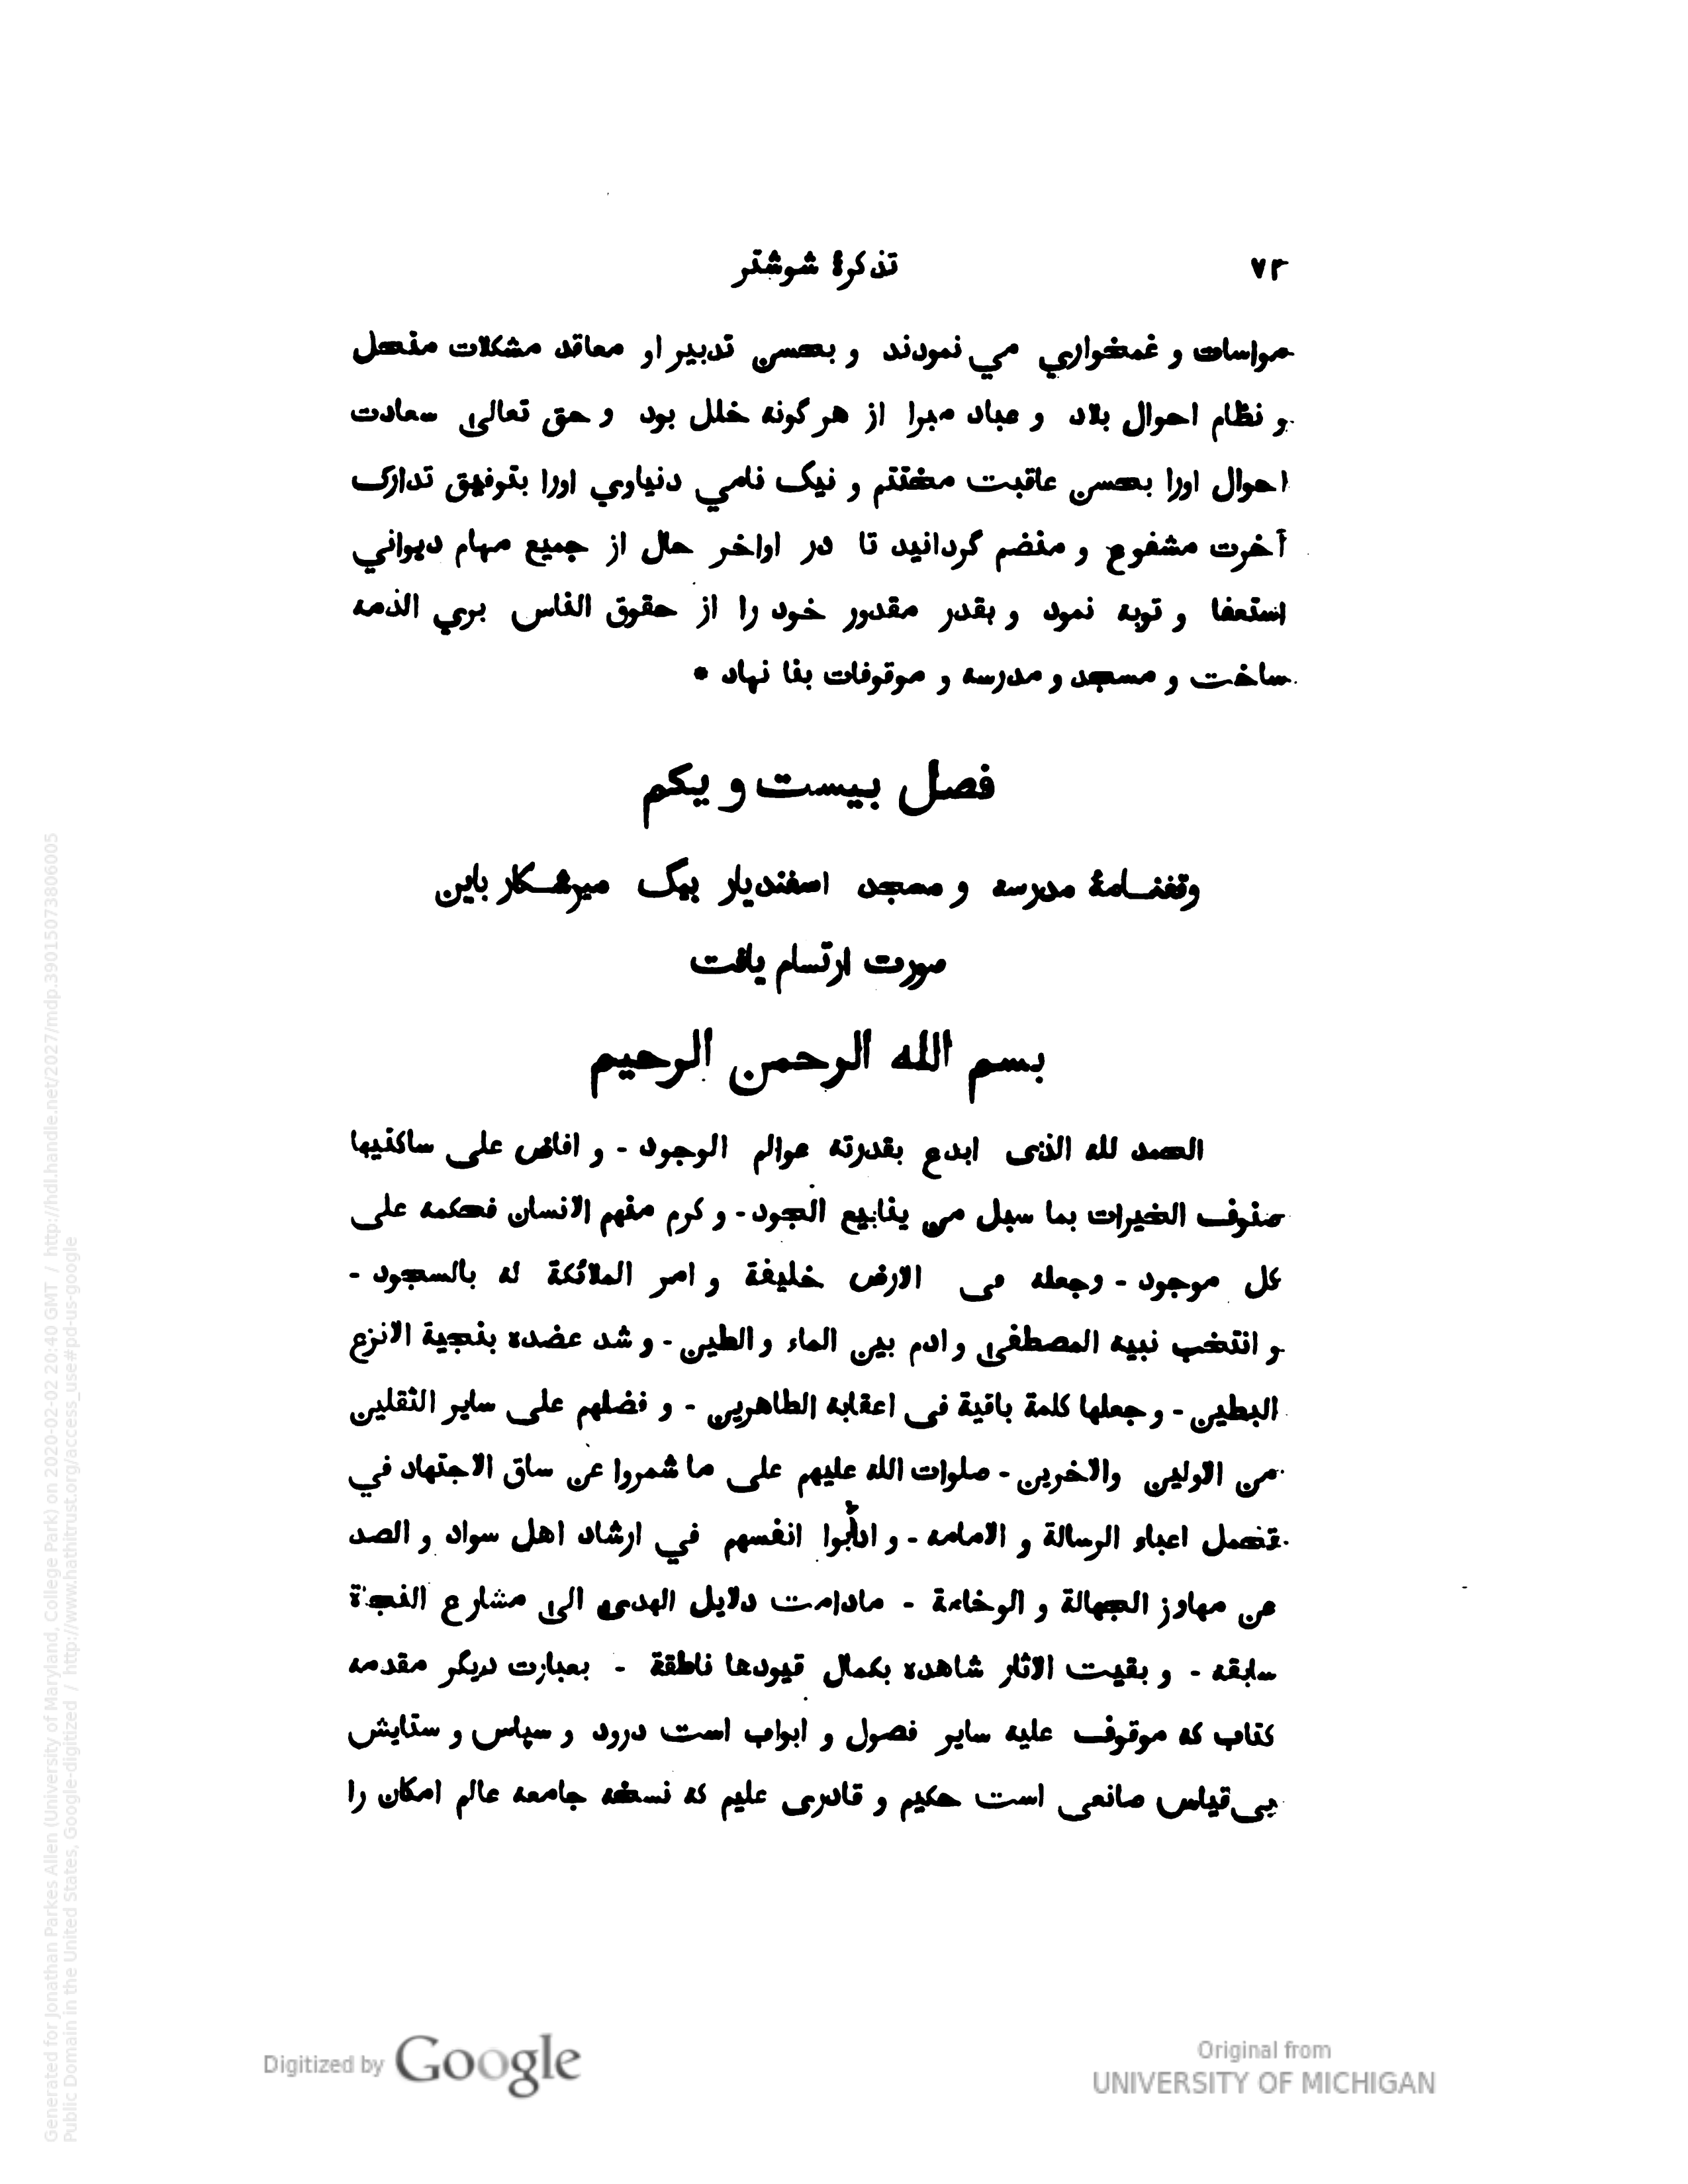 ۷۲ تذکرۀ شوشتر
مواسات و غمخواري مي نمودند و بحسن تدبیر او معاقد مشکلات منحل
و نظام احوال بلاد و عباد مبرا از هر گونه خلل بود و حق تعالی سعادت
احوال اورا بحسن عاقبت مختتم و نیک نامي دنیاوي اورا بتوفیق تدارک
آخرت مشفوع و منضم گردانید تا در اواخر حال از جمیع مهام دیواني
استعفا و توبه نمود و بقدر مقدور خود را از حقوق الناس بري الذمه
ساخت و مسجد و مدرسه و موقوفات بنا نهاد *
فصل بیست و یکم
وقفنامۀ مدرسه و مسجد اسفندیار بیگ میرشکار باین
صورت ارتسام یافت
بسم الله الرحمن الرحیم
الحمد لله الذی ابدع بقدرته عوالم الوجود - و افاض علی ساکنیها
صنوف الخیرات بما سبل من ینابیع الجود - و کرم منهم الانسان فحکمه علی
کل موجود - وجعله فی الارض خلیفة و امر الملائکة له بالسجود -
و انتخب نبیه المصطفی و ادم بین الماء و الطین - و شد عضده بنجیة الانزع
البطین - و جعلها کلمة باقیة فی اعقابه الطاهرین - و فضلهم علی سایر الثقلین
من الاولین والاخرین - صلوات الله علیهم علی ما شمروا عن ساق الاجتهاد في
تحمل اعباء الرسالة و الامامه - و ادأبوا انفسهم في ارشاد اهل سواد و الصد
عن مهاوز الجهالة و الوخامة - مادامت دلایل الهدی الی مشارع النجاة
سابقه - و بقیت الاثار شاهده بکمال قیودها ناطقة - بعبارت دیگر مقدمه
کتاب که موقوف علیه سایر فصول و ابواب است درود و سپاس و ستایش
بی قیاس صانعی است حکیم و قادری علیم که نسخه جامعه عالم امکان را
Digitized by Google
Original from
UNIVERSITY OF MICHIGAN
Generated for Jonathan Parkes Allen (University of Maryland, College Park) on 2020-02-02 20:40 GMT / http://hdl.handle.net/2027/mdp.39015073806005
Public Domain in the United States, Google-digitized / http://www.hathitrust.org/access_use#pd-us-google